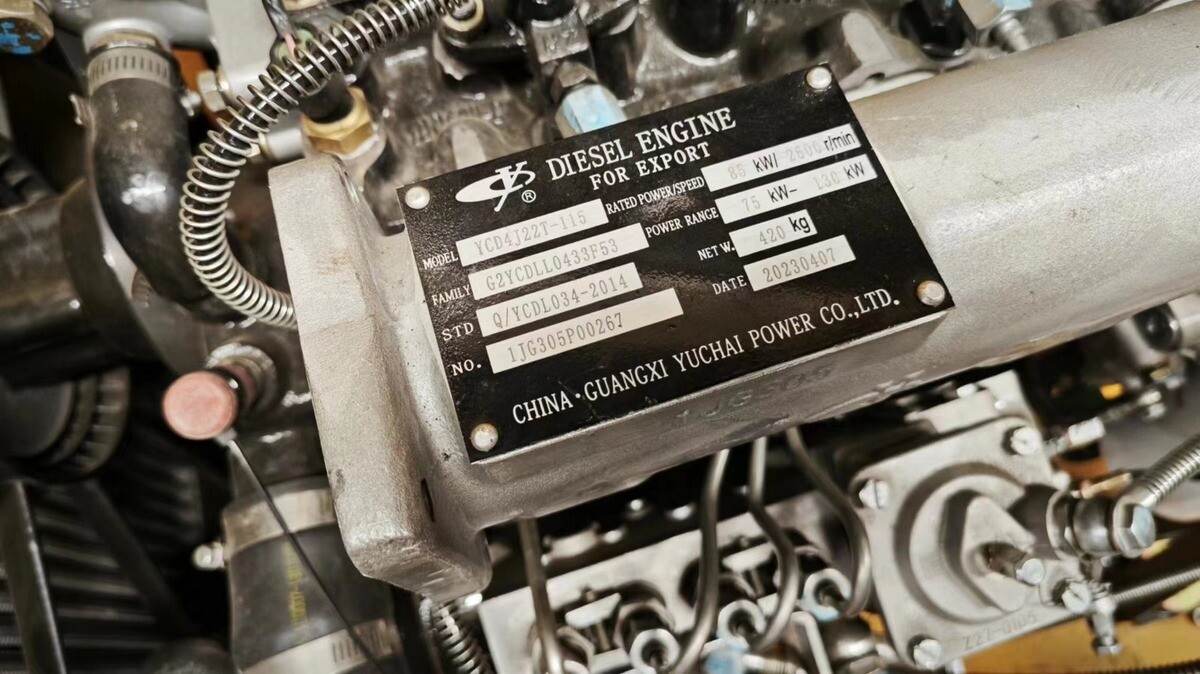 DIESEL ENGINE
FOR EXPORT
MODEL YCD4J22T-115 RATED POWER/SPEED 85 kW/ 2600 r/min
FAMILY G2YCDLL0433F53 POWER RANGE 75 kW- 130 kW
STD Q/YCDL034-2014 NET W. 420 kg
NO. 1JG305P00267 DATE 20230407
CHINA·GUANGXI YUCHAI POWER CO.,LTD.